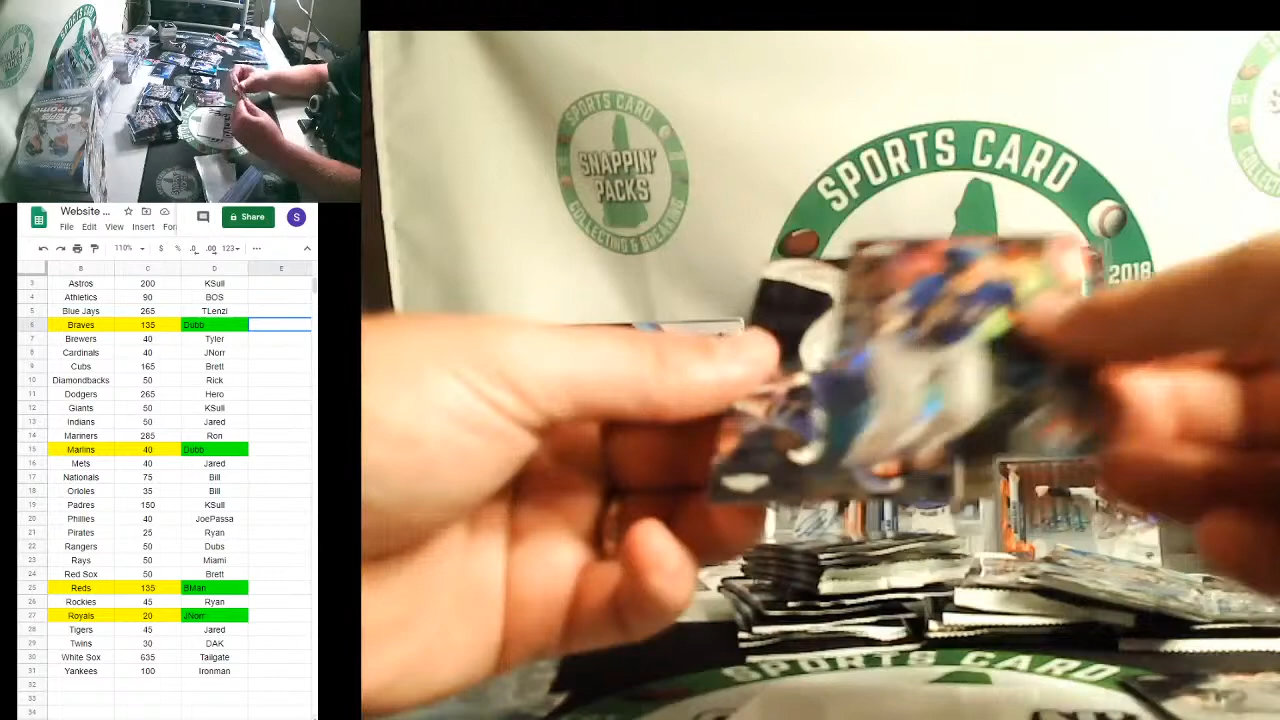 SPORTS CARD
SNAPPIN'
PACKS
COLLECTING & BREAKING
SPORTS CARD
2018
EST.
Website ...
Share
S
File Edit View Insert For
110% $ % .0 .00 123
B C D E
3 Astros 200 KSull
4 Athletics 90 BOS
5 Blue Jays 265 TLenzi
6 Braves 135 Dubb
7 Brewers 40 Tyler
8 Cardinals 40 JNorr
9 Cubs 165 Brett
10 Diamondbacks 50 Rick
11 Dodgers 265 Hero
12 Giants 50 KSull
13 Indians 50 Jared
14 Mariners 285 Ron
15 Marlins 40 Dubb
16 Mets 40 Jared
17 Nationals 75 Bill
18 Orioles 35 Bill
19 Padres 150 KSull
20 Phillies 40 JoePassa
21 Pirates 25 Ryan
22 Rangers 50 Dubs
23 Rays 50 Miami
24 Red Sox 50 Brett
25 Reds 135 BMan
26 Rockies 45 Ryan
27 Royals 20 JNorr
28 Tigers 45 Jared
29 Twins 30 DAK
30 White Sox 635 Tailgate
31 Yankees 100 Ironman
32
33
34
SPORTS CARD